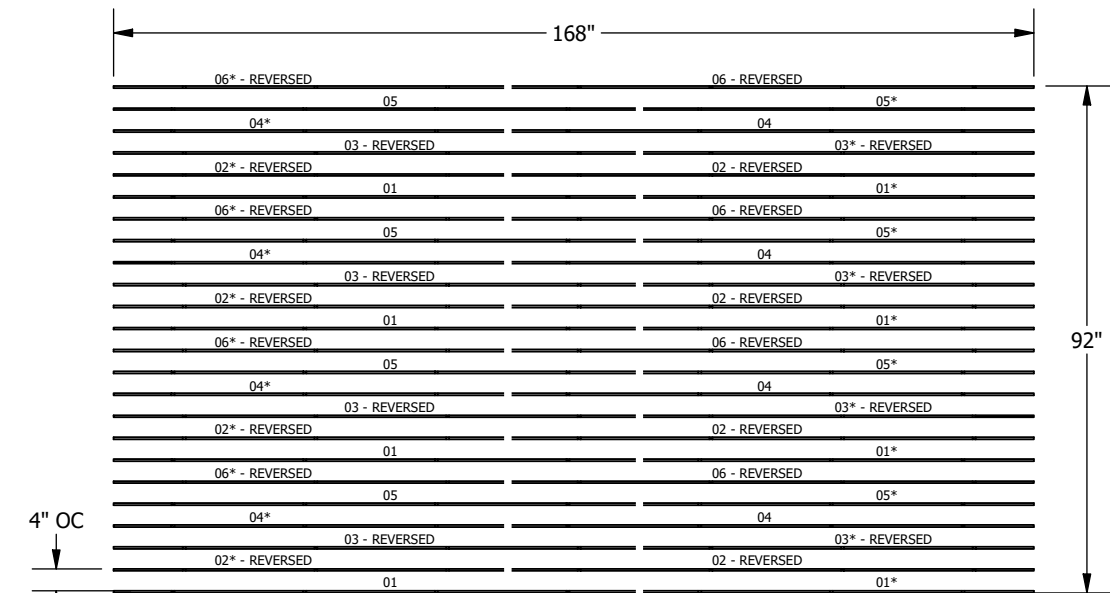 168"
06* - REVERSED 06 - REVERSED
05 05*
04* 04
03 - REVERSED 03* - REVERSED
02* - REVERSED 02 - REVERSED
01 01*
06* - REVERSED 06 - REVERSED
05 05*
04* 04
03 - REVERSED 03* - REVERSED
02* - REVERSED 02 - REVERSED
01 01*
92"
06* - REVERSED 06 - REVERSED
05 05*
04* 04
03 - REVERSED 03* - REVERSED
02* - REVERSED 02 - REVERSED
01 01*
06* - REVERSED 06 - REVERSED
05 05*
4" OC
04* 04
03 - REVERSED 03* - REVERSED
02* - REVERSED 02 - REVERSED
01 01*